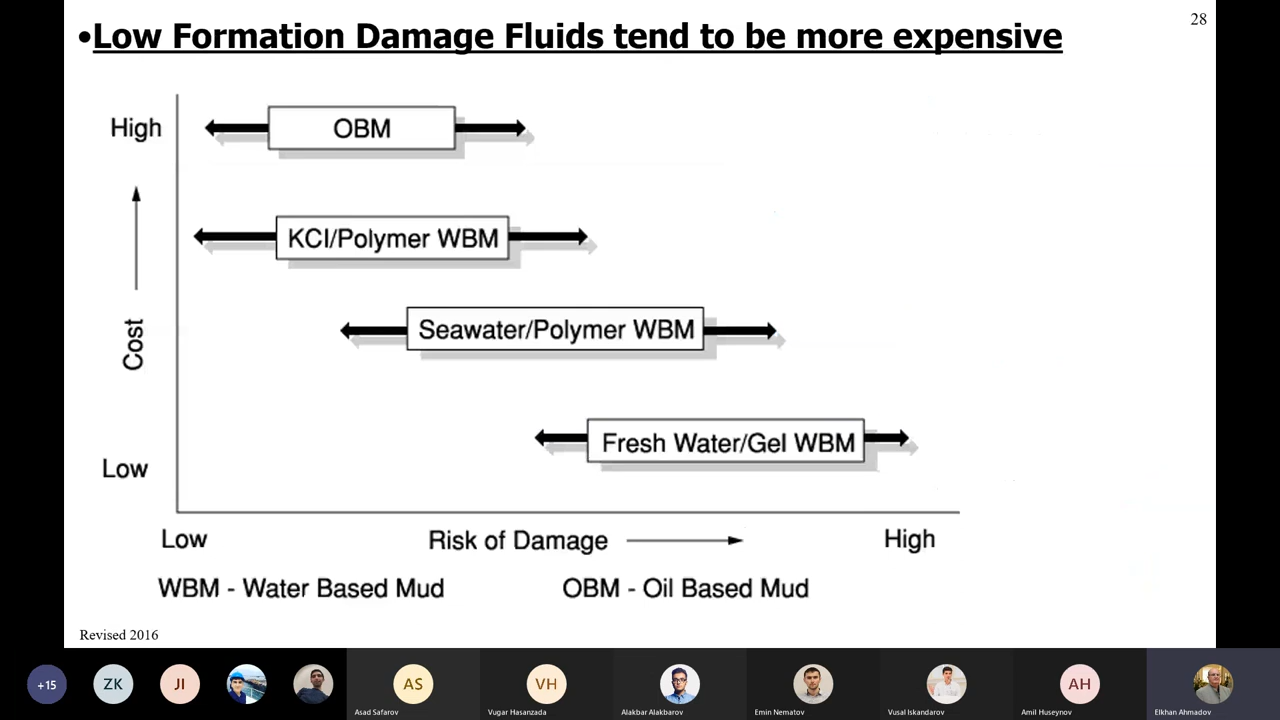 28
•Low Formation Damage Fluids tend to be more expensive
High
OBM
KCl/Polymer WBM
Cost
Seawater/Polymer WBM
Fresh Water/Gel WBM
Low
Low
Risk of Damage
High
WBM - Water Based Mud
OBM - Oil Based Mud
Revised 2016
+15
ZK
JI
AS
VH
AH
Asad Safarov
Vugar Hasanzada
Alakbar Alakbarov
Emin Nematov
Vusal Iskandarov
Amil Huseynov
Elkhan Ahmadov